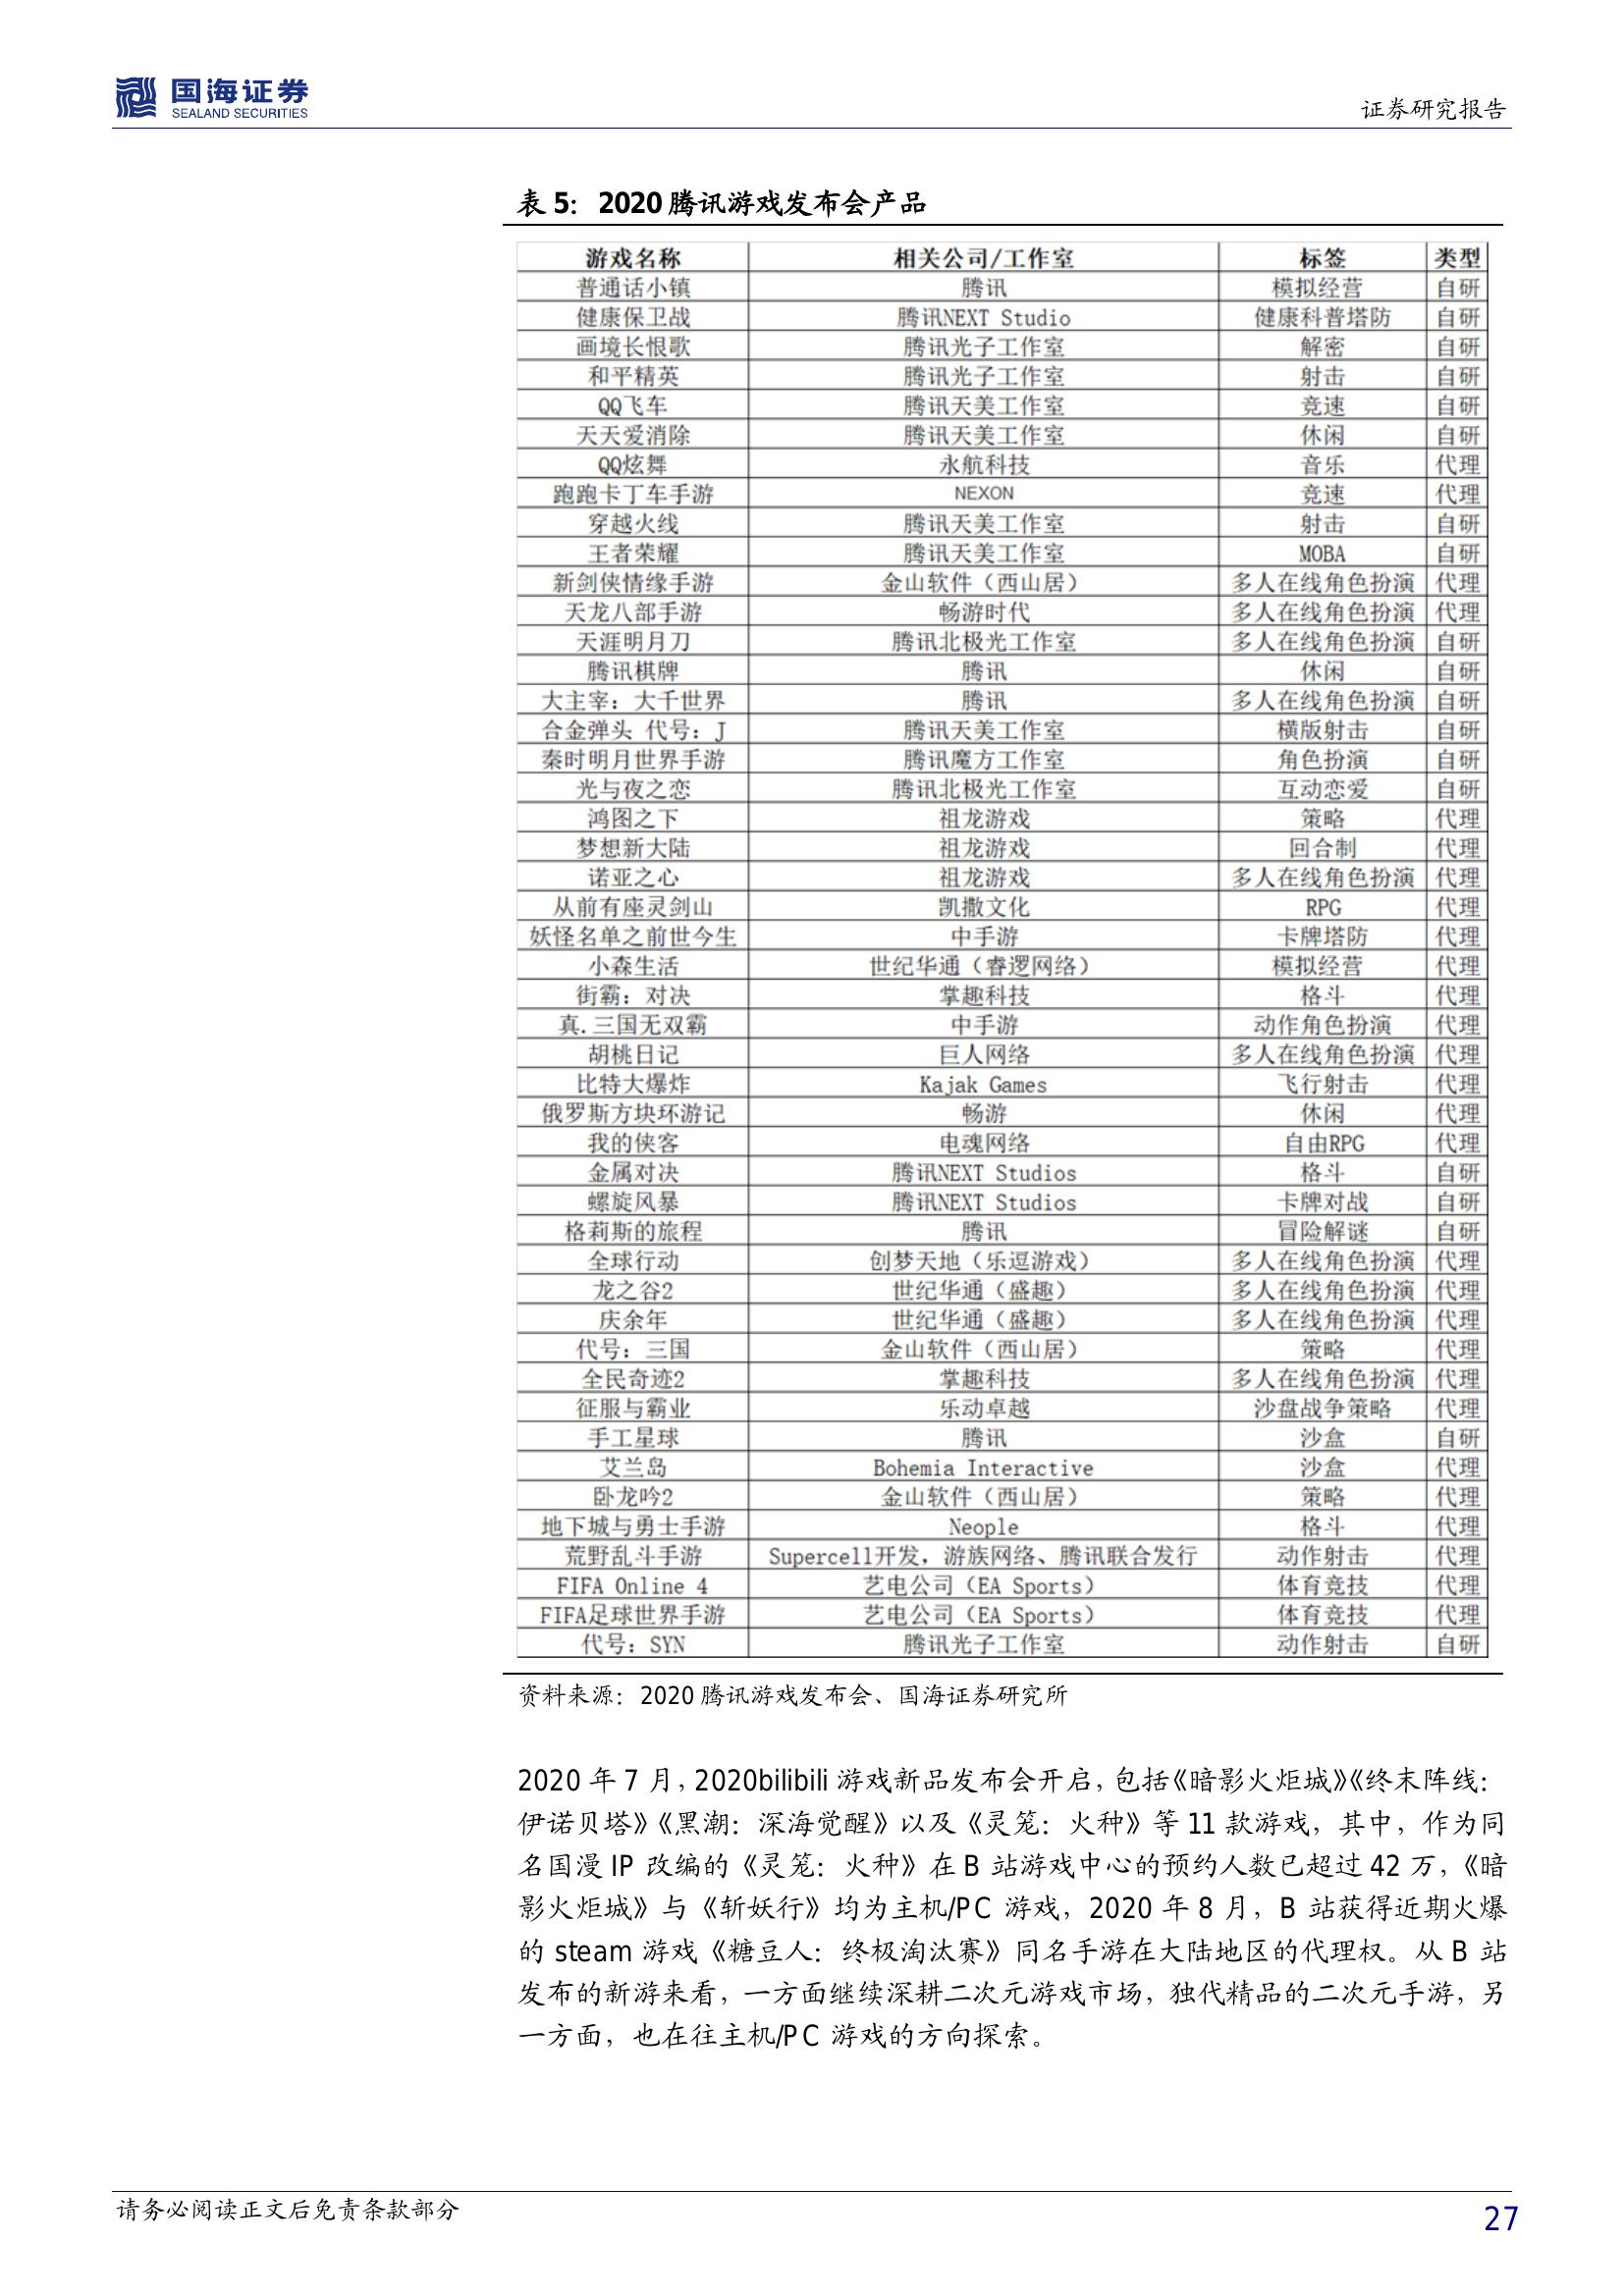 国海证券
SEALAND SECURITIES
证券研究报告
表 5： 2020 腾讯游戏发布会产品
游戏名称 相关公司/工作室 标签 类型
普通话小镇 腾讯 模拟经营 自研
健康保卫战 腾讯NEXT Studio 健康科普塔防 自研
画境长恨歌 腾讯光子工作室 解密 自研
和平精英 腾讯光子工作室 射击 自研
QQ飞车 腾讯天美工作室 竞速 自研
天天爱消除 腾讯天美工作室 休闲 自研
QQ炫舞 永航科技 音乐 代理
跑跑卡丁车手游 NEXON 竞速 代理
穿越火线 腾讯天美工作室 射击 自研
王者荣耀 腾讯天美工作室 MOBA 自研
新剑侠情缘手游 金山软件（西山居） 多人在线角色扮演 代理
天龙八部手游 畅游时代 多人在线角色扮演 代理
天涯明月刀 腾讯北极光工作室 多人在线角色扮演 自研
腾讯棋牌 腾讯 休闲 自研
大主宰：大千世界 腾讯 多人在线角色扮演 自研
合金弹头 代号：J 腾讯天美工作室 横版射击 自研
秦时明月世界手游 腾讯魔方工作室 角色扮演 自研
光与夜之恋 腾讯北极光工作室 互动恋爱 自研
鸿图之下 祖龙游戏 策略 代理
梦想新大陆 祖龙游戏 回合制 代理
诺亚之心 祖龙游戏 多人在线角色扮演 代理
从前有座灵剑山 凯撒文化 RPG 代理
妖怪名单之前世今生 中手游 卡牌塔防 代理
小森生活 世纪华通（睿逻网络） 模拟经营 代理
街霸：对决 掌趣科技 格斗 代理
真.三国无双霸 中手游 动作角色扮演 代理
胡桃日记 巨人网络 多人在线角色扮演 代理
比特大爆炸 Kajak Games 飞行射击 代理
俄罗斯方块环游记 畅游 休闲 代理
我的侠客 电魂网络 自由RPG 代理
金属对决 腾讯NEXT Studios 格斗 自研
螺旋风暴 腾讯NEXT Studios 卡牌对战 自研
格莉斯的旅程 腾讯 冒险解谜 自研
全球行动 创梦天地（乐逗游戏） 多人在线角色扮演 代理
龙之谷2 世纪华通（盛趣） 多人在线角色扮演 代理
庆余年 世纪华通（盛趣） 多人在线角色扮演 代理
代号：三国 金山软件（西山居） 策略 代理
全民奇迹2 掌趣科技 多人在线角色扮演 代理
征服与霸业 乐动卓越 沙盘战争策略 代理
手工星球 腾讯 沙盒 自研
艾兰岛 Bohemia Interactive 沙盒 代理
卧龙吟2 金山软件（西山居） 策略 代理
地下城与勇士手游 Neople 格斗 代理
荒野乱斗手游 Supercell开发，游族网络、腾讯联合发行 动作射击 代理
FIFA Online 4 艺电公司（EA Sports） 体育竞技 代理
FIFA足球世界手游 艺电公司（EA Sports） 体育竞技 代理
代号：SYN 腾讯光子工作室 动作射击 自研
资料来源：2020 腾讯游戏发布会、国海证券研究所
2020 年 7 月，2020bilibili 游戏新品发布会开启，包括《暗影火炬城》《终末阵线：
伊诺贝塔》《黑潮：深海觉醒》以及《灵笼：火种》等 11 款游戏，其中，作为同
名国漫 IP 改编的《灵笼：火种》在 B 站游戏中心的预约人数已超过 42 万，《暗
影火炬城》与《斩妖行》均为主机/PC 游戏，2020 年 8 月，B 站获得近期火爆
的 steam 游戏《糖豆人：终极淘汰赛》同名手游在大陆地区的代理权。从 B 站
发布的新游来看，一方面继续深耕二次元游戏市场，独代精品的二次元手游，另
一方面，也在往主机/PC 游戏的方向探索。
请务必阅读正文后免责条款部分
27